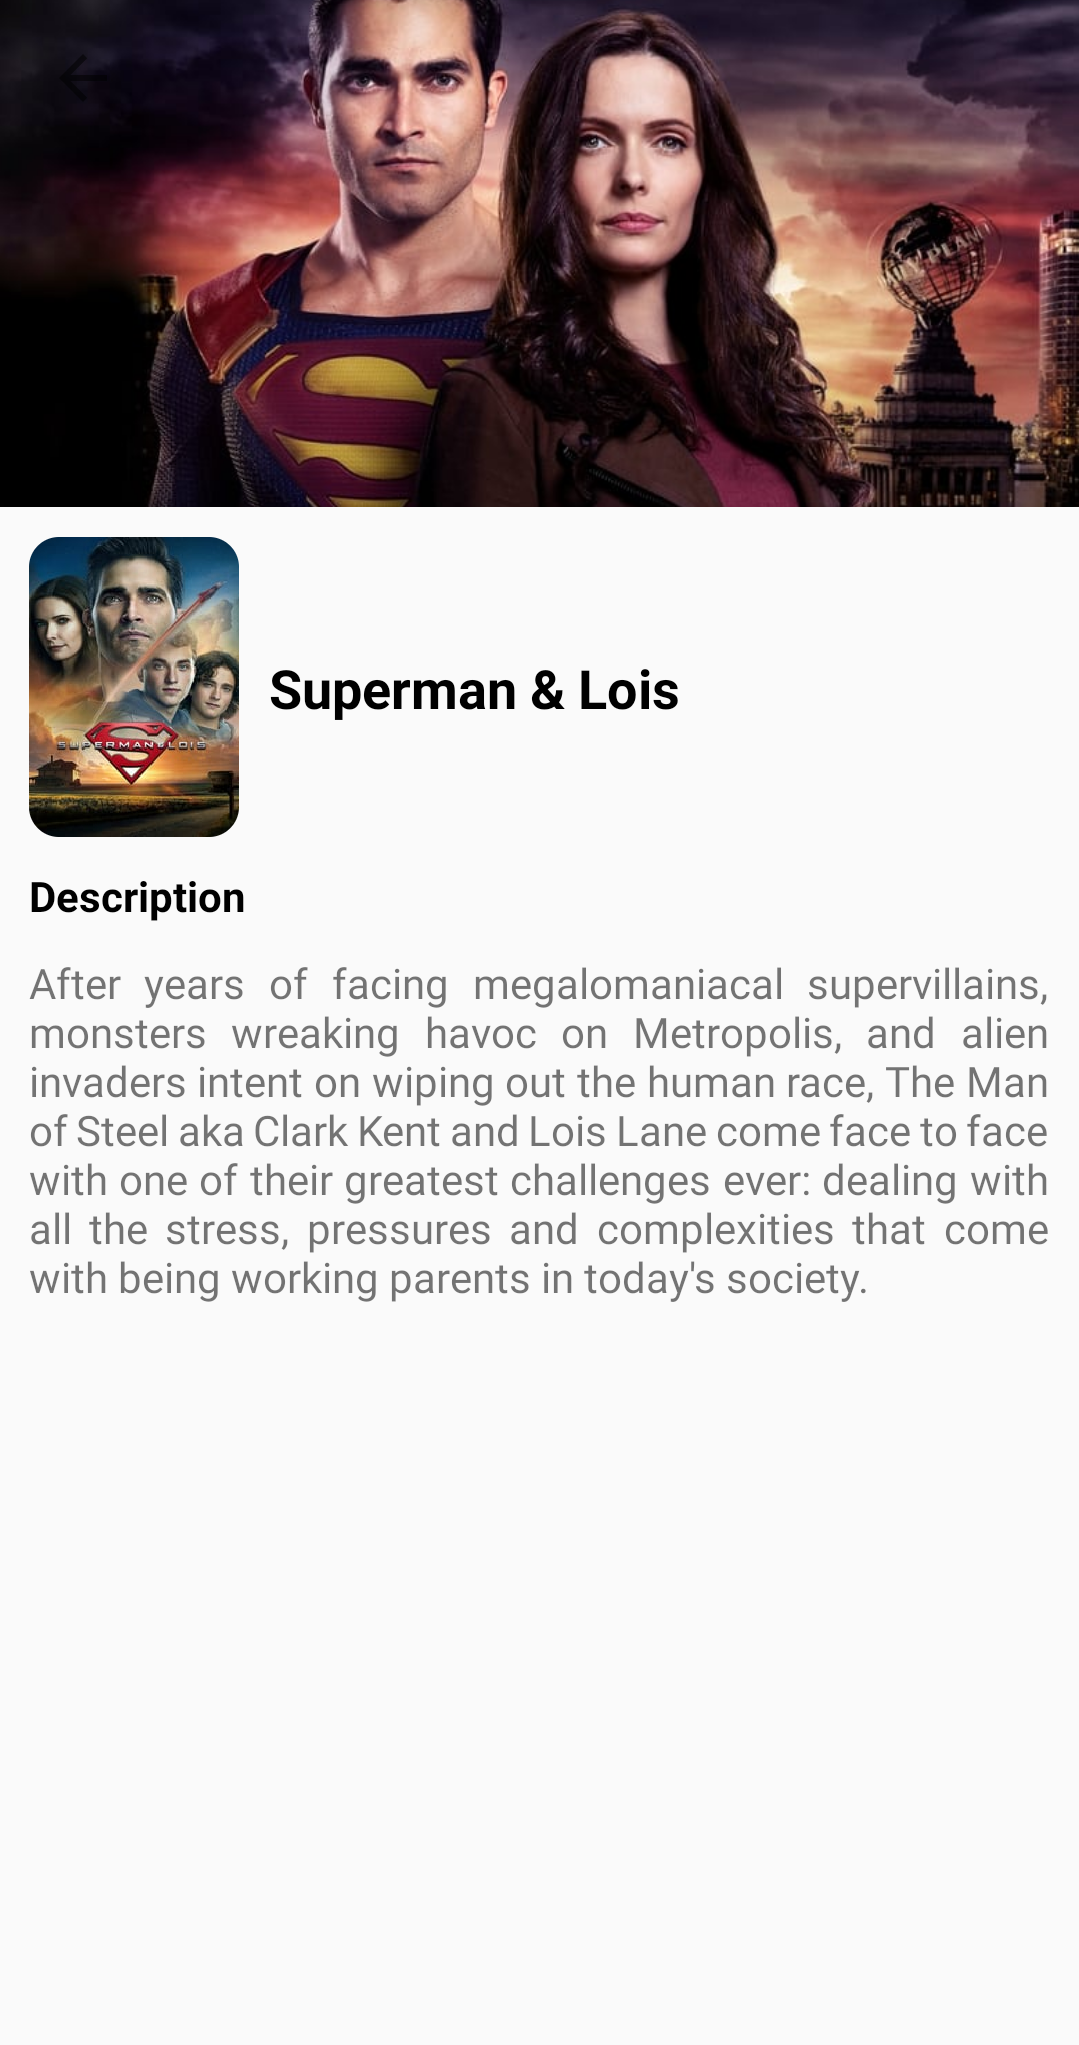 LY PLANET
SUPERMAN & LOIS
Superman & Lois
Description
After years of facing megalomaniacal supervillains,
monsters wreaking havoc on Metropolis, and alien
invaders intent on wiping out the human race, The Man
of Steel aka Clark Kent and Lois Lane come face to face
with one of their greatest challenges ever: dealing with
all the stress, pressures and complexities that come
with being working parents in today's society.